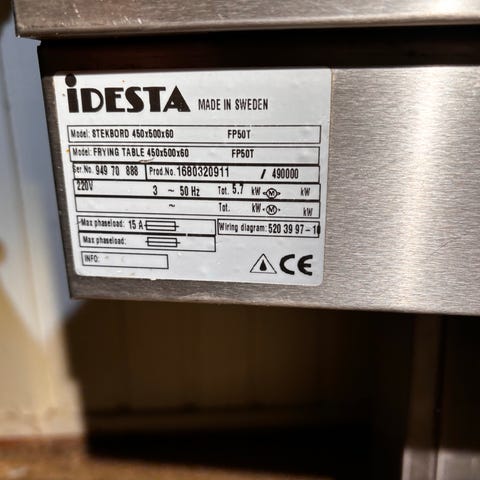 iDESTA MADE IN SWEDEN
Model: STEKBORD 450x500x60 FP50T
Model: FRYING TABLE 450x500x60 FP50T
Ser.No. 949 70 888 Prod.No. 1680320911 / 490000
220V 3 ~ 50 Hz Tot. 5.7 kW M kW
~ Tot. kW M kW
Max phaseload: 15 A
Max phaseload: Wiring diagram: 520 39 97-10
INFO: CE